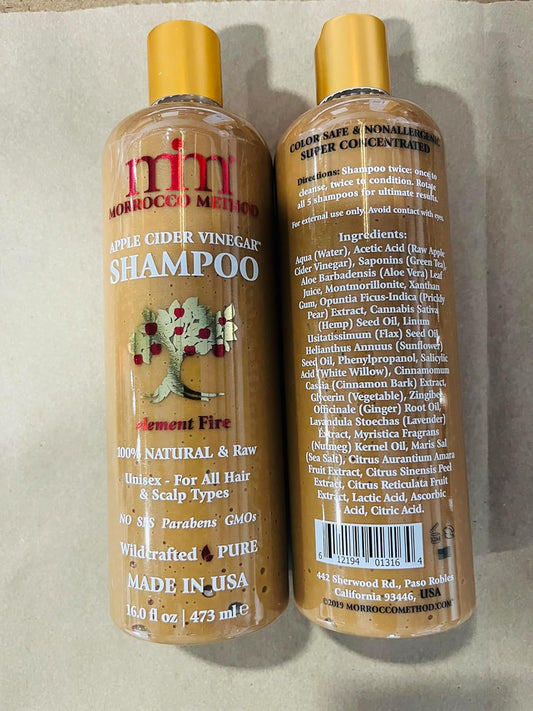 mm
MORROCCO METHOD
APPLE CIDER VINEGAR™
SHAMPOO
element Fire
100% NATURAL & Raw
Unisex - For All Hair
& Scalp Types
NO SFS Parabens GMOs
Wildcrafted PURE
MADE IN USA
16.0 fl oz | 473 ml e
COLOR SAFE & NONALLERGENIC
SUPER CONCENTRATED
Directions: Shampoo twice: once to
cleanse, twice to condition. Rotate
all 5 shampoos for ultimate results.
For external use only. Avoid contact with eyes.
Ingredients:
Aqua (Water), Acetic Acid (Raw Apple
Cider Vinegar), Saponins (Green Tea),
Aloe Barbadensis (Aloe Vera) Leaf
Juice, Montmorillonite, Xanthan
Gum, Opuntia Ficus-Indica (Prickly
Pear) Extract, Cannabis Sativa
(Hemp) Seed Oil, Linum
Usitatissimum (Flax) Seed Oil,
Helianthus Annuus (Sunflower)
Seed Oil, Phenylpropanol, Salicylic
Acid (White Willow), Cinnamomum
Cassia (Cinnamon Bark) Extract,
Glycerin (Vegetable), Zingiber
Officinale (Ginger) Root Oil,
Lavandula Stoechas (Lavender)
Extract, Myristica Fragrans
(Nutmeg) Kernel Oil, Maris Sal
(Sea Salt), Citrus Aurantium Amara
Fruit Extract, Citrus Sinensis Peel
Extract, Citrus Reticulata Fruit
Extract, Lactic Acid, Ascorbic
Acid, Citric Acid.
6 12194 01316 4
442 Sherwood Rd., Paso Robles
California 93446, USA
©2019 MORROCCOMETHOD.COM